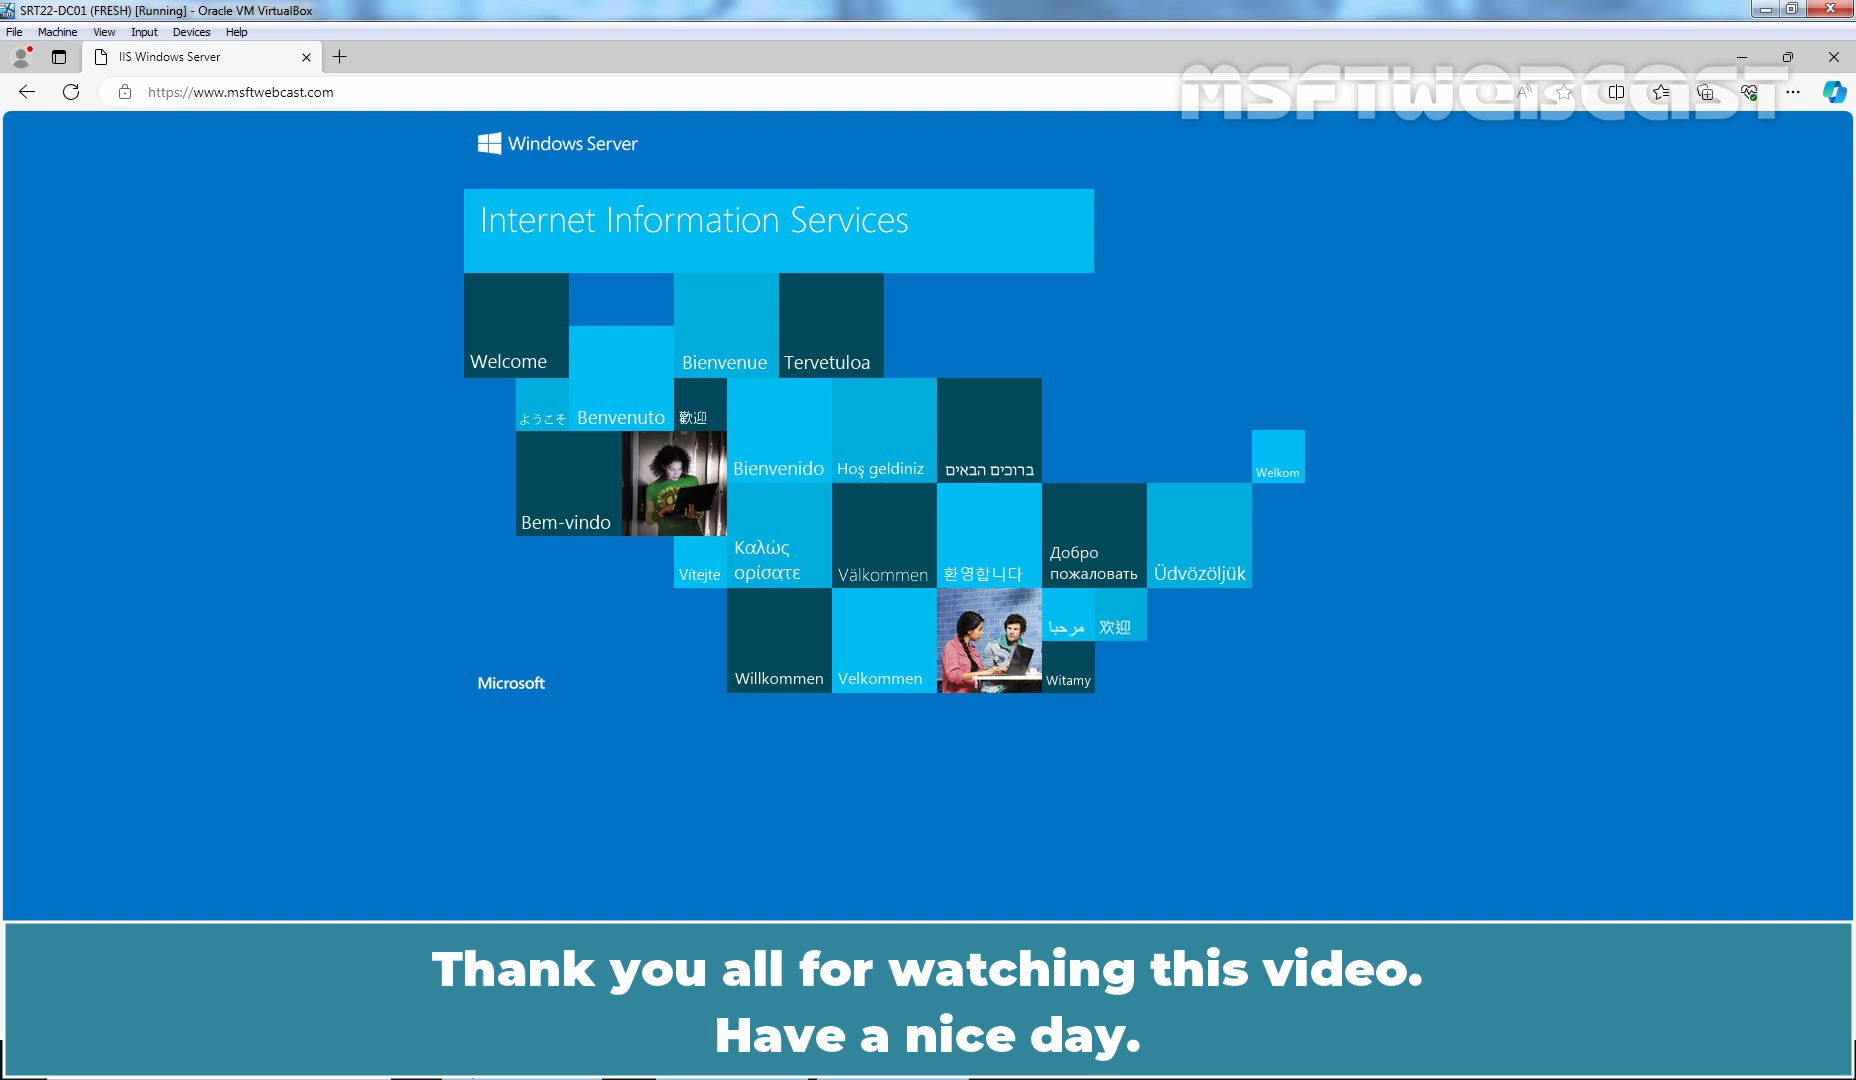 SRT22-DC01 (FRESH) [Running] - Oracle VM VirtualBox
File Machine View Input Devices Help
IIS Windows Server
https://www.msftwebcast.com
MSFTWEBCAST
Windows Server
Internet Information Services
Welcome
Bienvenue
Tervetuloa
ようこそ
Benvenuto
歡迎
Bienvenido
Hoş geldiniz
ברוכים הבאים
Welkom
Bem-vindo
Vítejte
Καλώς
ορίσατε
Välkommen
환영합니다
Добро
пожаловать
Üdvözöljük
مرحبا
欢迎
Microsoft
Willkommen
Velkommen
Witamy
Thank you all for watching this video.
Have a nice day.